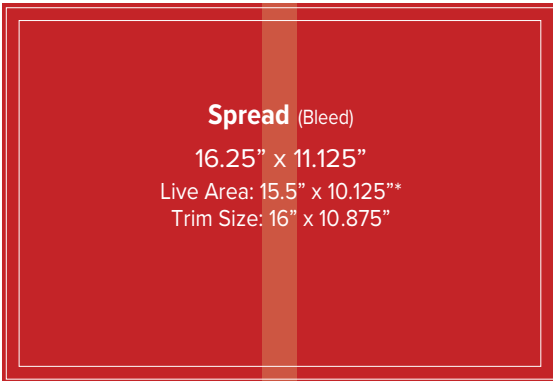 Spread (Bleed)
16.25” x 11.125”
Live Area: 15.5” x 10.125”*
Trim Size: 16” x 10.875”